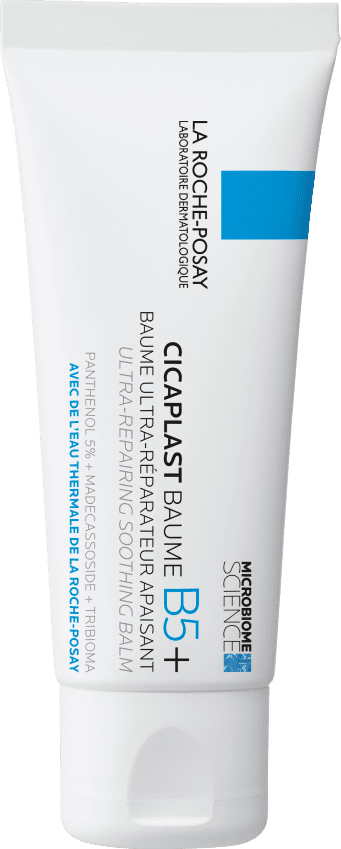 LA ROCHE-POSAY
LABORATOIRE DERMATOLOGIQUE
CICAPLAST BAUME B5+
BAUME ULTRA-RÉPARATEUR APAISANT
ULTRA-REPAIRING SOOTHING BALM
PANTHENOL 5% + MADECASSOSIDE + TRIBIOMA
AVEC DE L'EAU THERMALE DE LA ROCHE-POSAY
MICROBIOME
SCIENCE